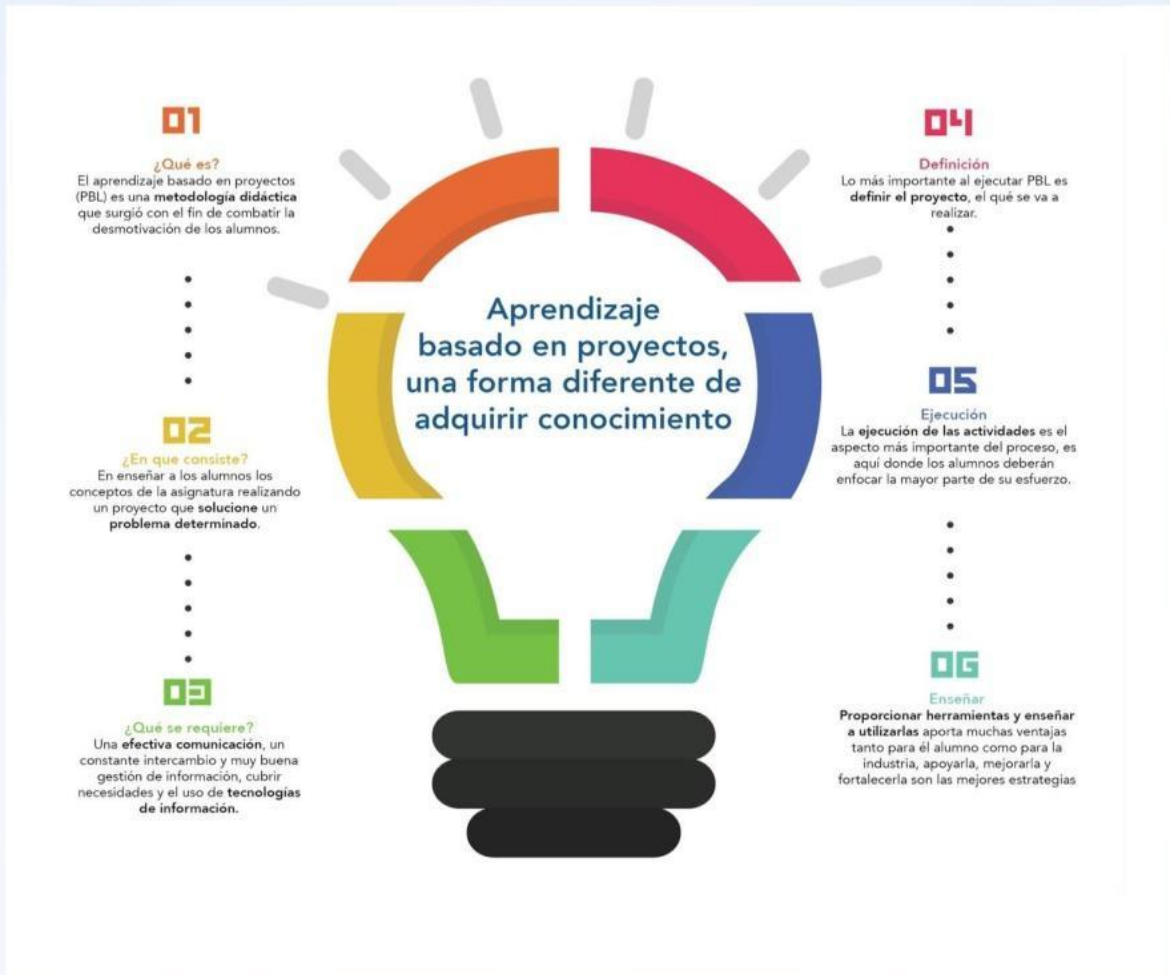 01
¿Qué es?
El aprendizaje basado en proyectos
(PBL) es una metodología didáctica
que surgió con el fin de combatir la
desmotivación de los alumnos.
02
¿En que consiste?
En enseñar a los alumnos los
conceptos de la asignatura realizando
un proyecto que solucione un
problema determinado.
03
¿Qué se requiere?
Una efectiva comunicación, un
constante intercambio y muy buena
gestión de información, cubrir
necesidades y el uso de tecnologías
de información.
Aprendizaje
basado en proyectos,
una forma diferente de
adquirir conocimiento
04
Definición
Lo más importante al ejecutar PBL es
definir el proyecto, el qué se va a
realizar.
05
Ejecución
La ejecución de las actividades es el
aspecto más importante del proceso, es
aquí donde los alumnos deberán
enfocar la mayor parte de su esfuerzo.
06
Enseñar
Proporcionar herramientas y enseñar
a utilizarlas aporta muchas ventajas
tanto para él alumno como para la
industria, apoyarla, mejorarla y
fortalecerla son las mejores estrategias